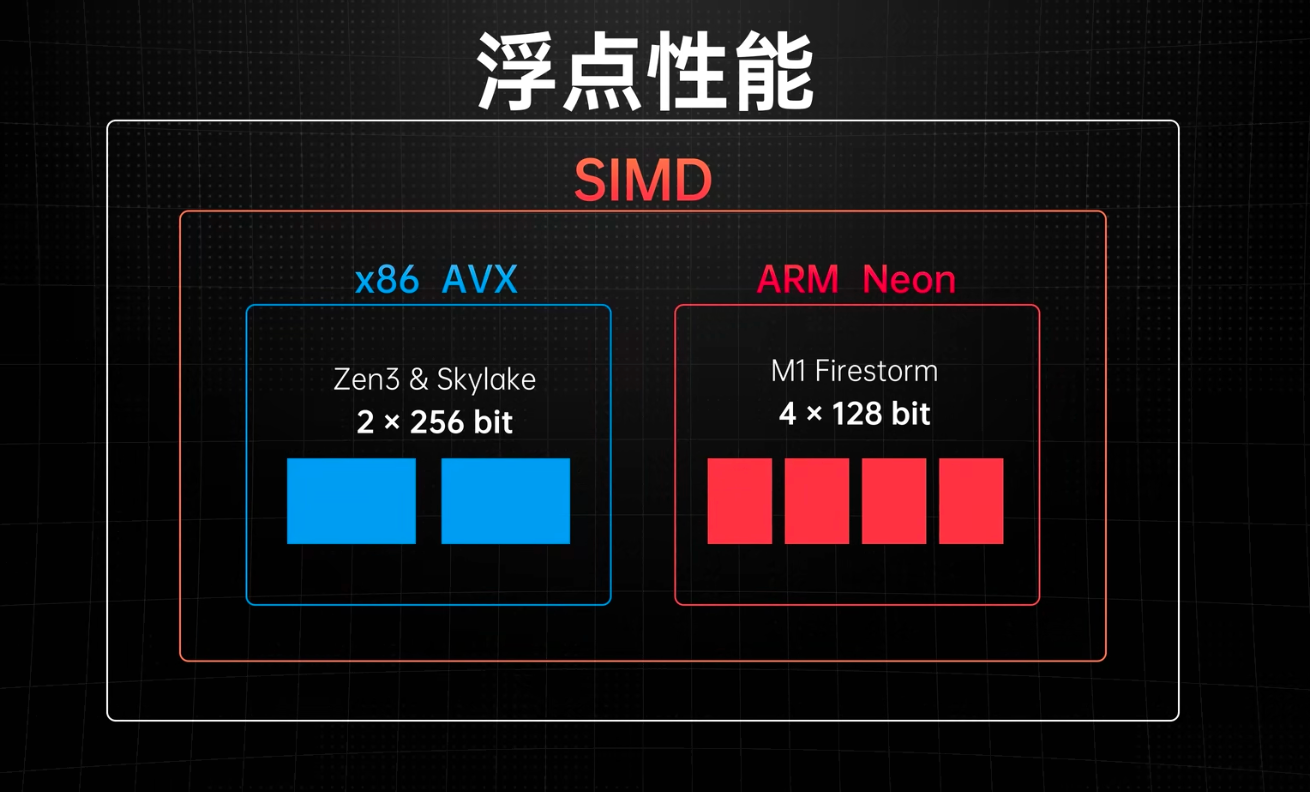 浮点性能
SIMD
x86 AVX
Zen3 & Skylake
2 × 256 bit
ARM Neon
M1 Firestorm
4 × 128 bit